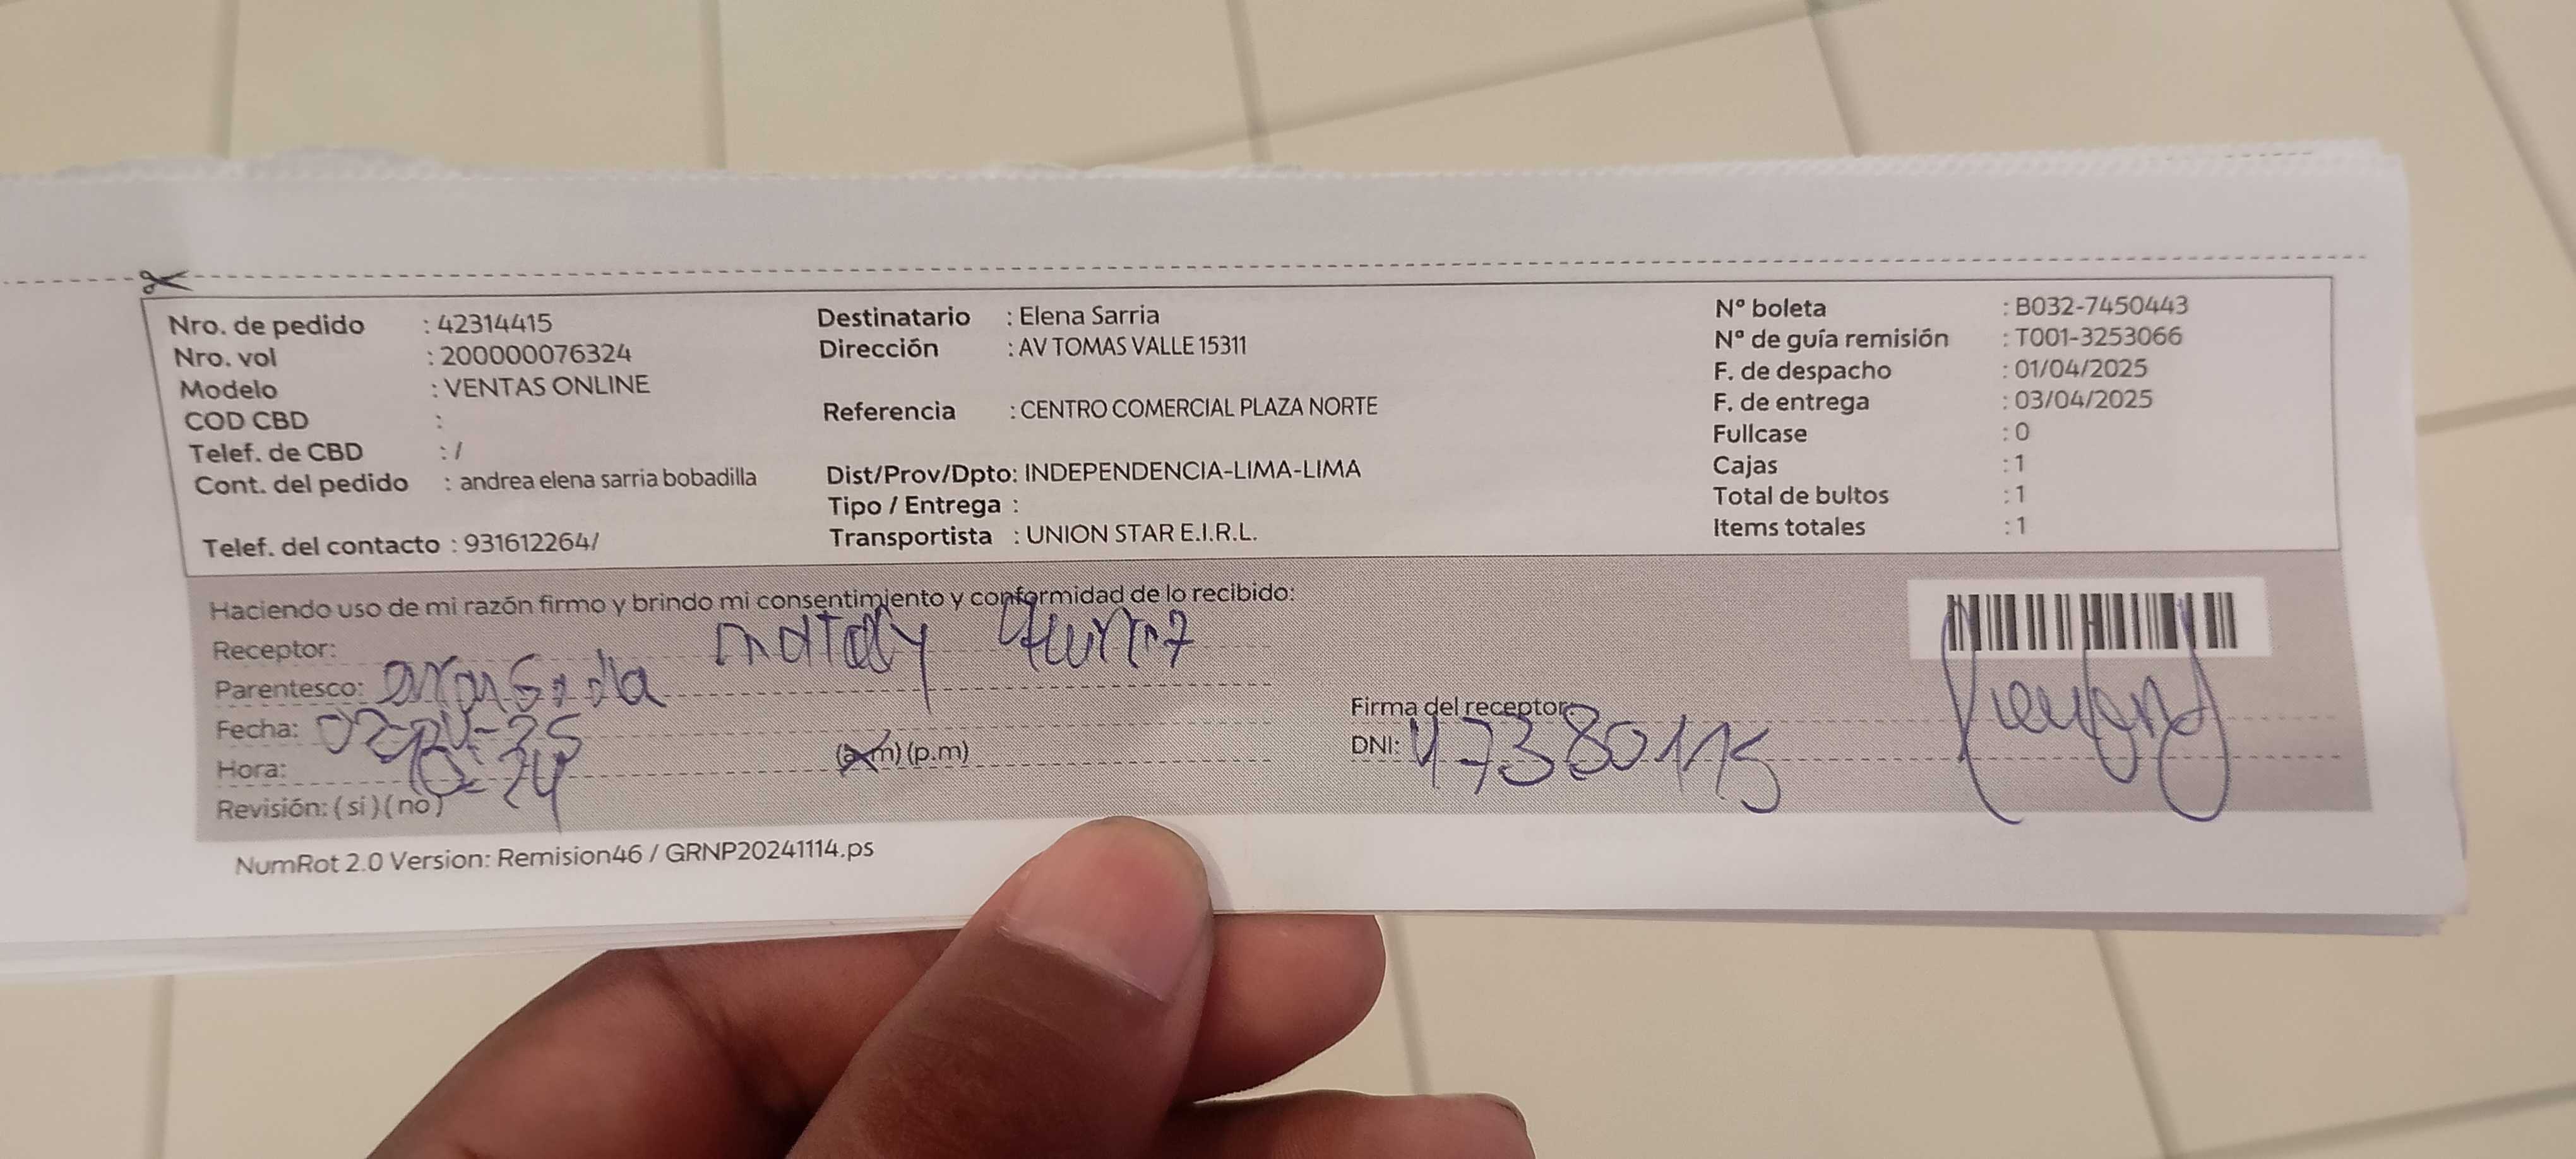 Nro. de pedido : 42314415
Nro. vol : 200000076324
Modelo : VENTAS ONLINE
COD CBD :
Telef. de CBD : /
Cont. del pedido : andrea elena sarria bobadilla
Telef. del contacto : 931612264/
Destinatario : Elena Sarria
Dirección : AV TOMAS VALLE 15311
Referencia : CENTRO COMERCIAL PLAZA NORTE
Dist/Prov/Dpto: INDEPENDENCIA-LIMA-LIMA
Tipo / Entrega :
Transportista : UNION STAR E.I.R.L.
Nº boleta : B032-7450443
Nº de guía remisión : T001-3253066
F. de despacho : 01/04/2025
F. de entrega : 03/04/2025
Fullcase : 0
Cajas : 1
Total de bultos : 1
Items totales : 1
Haciendo uso de mi razón firmo y brindo mi consentimiento y conformidad de lo recibido:
Receptor: nataly
Parentesco:
Fecha:
Hora: (a.m) (p.m)
Revisión: (si) (no)
Firma del receptor:
DNI: 47380115
NumRot 2.0 Version: Remision46 / GRNP20241114.ps